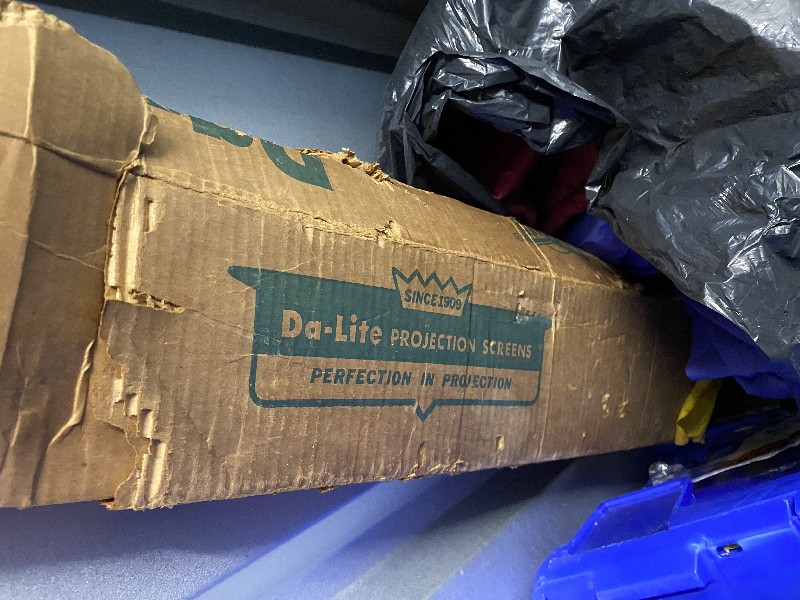 SINCE 1909
Da-Lite PROJECTION SCREENS
PERFECTION IN PROJECTION